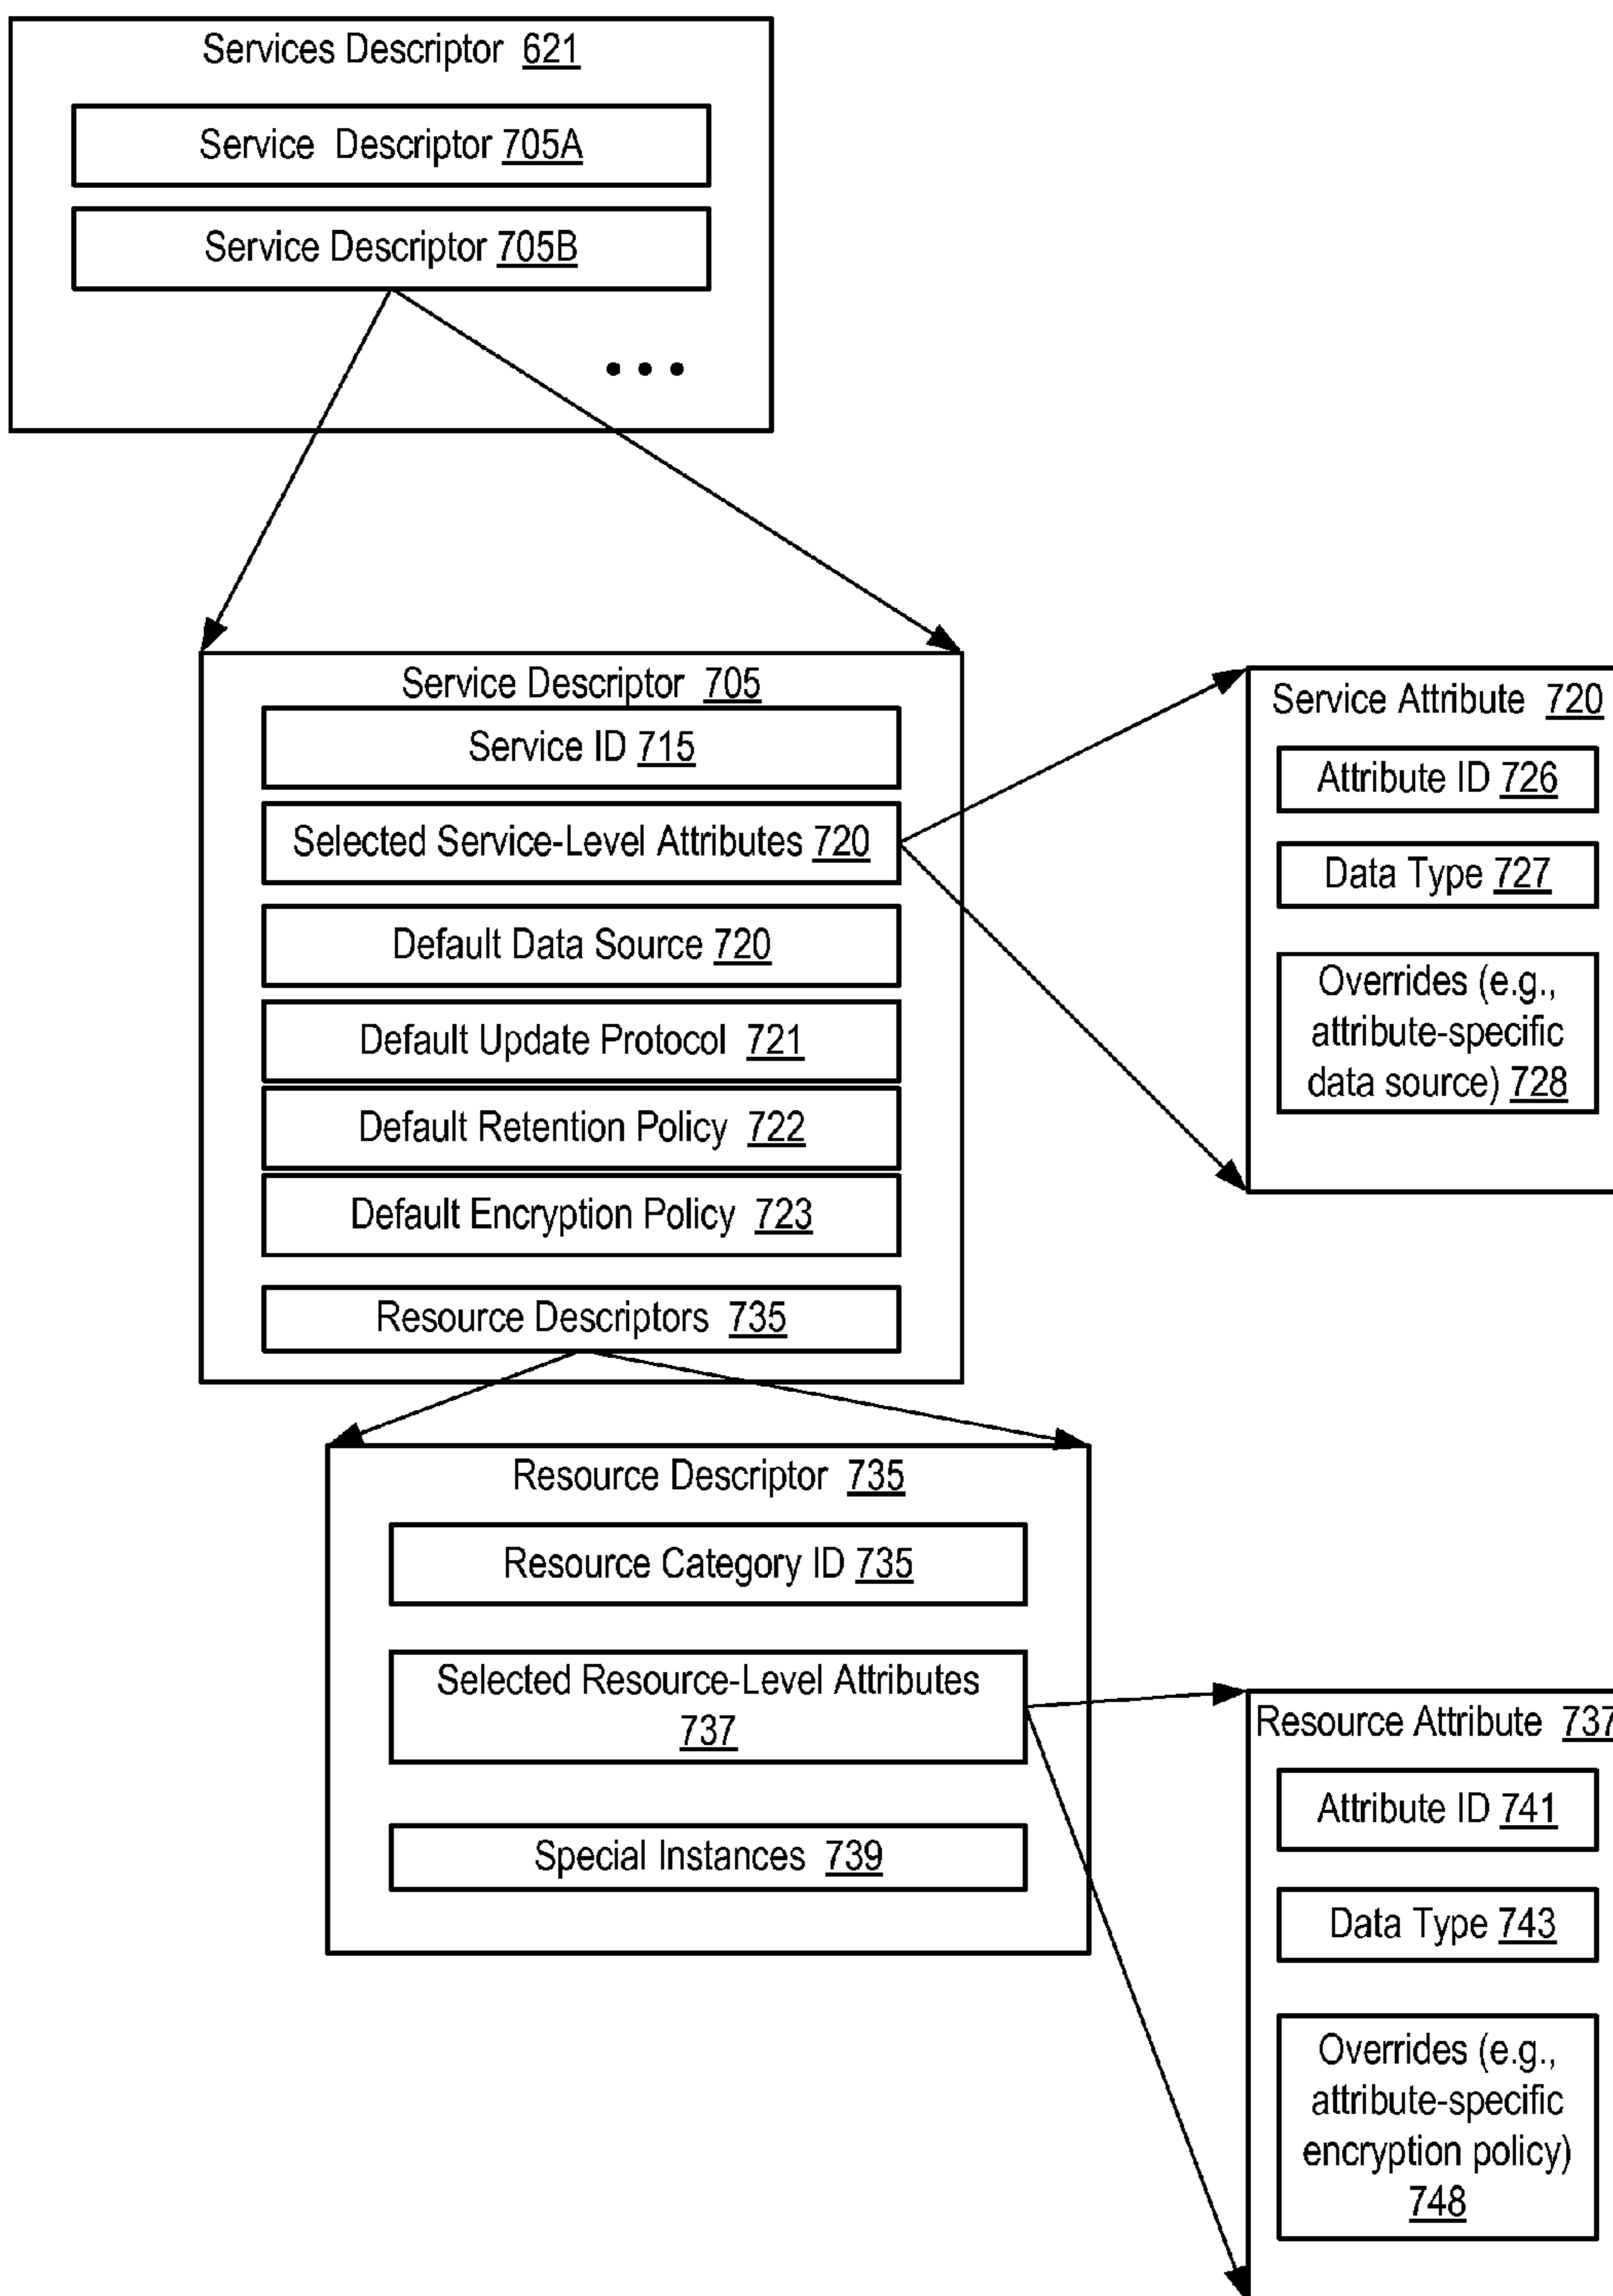 Services Descriptor 621
Service Descriptor 705A
Service Descriptor 705B
Service Descriptor 705
Service ID 715
Selected Service-Level Attributes 720
Default Data Source 720
Default Update Protocol 721
Default Retention Policy 722
Default Encryption Policy 723
Resource Descriptors 735
Service Attribute 720
Attribute ID 726
Data Type 727
Overrides (e.g.,
attribute-specific
data source) 728
Resource Descriptor 735
Resource Category ID 735
Selected Resource-Level Attributes
737
Special Instances 739
Resource Attribute 737
Attribute ID 741
Data Type 743
Overrides (e.g.,
attribute-specific
encryption policy)
748